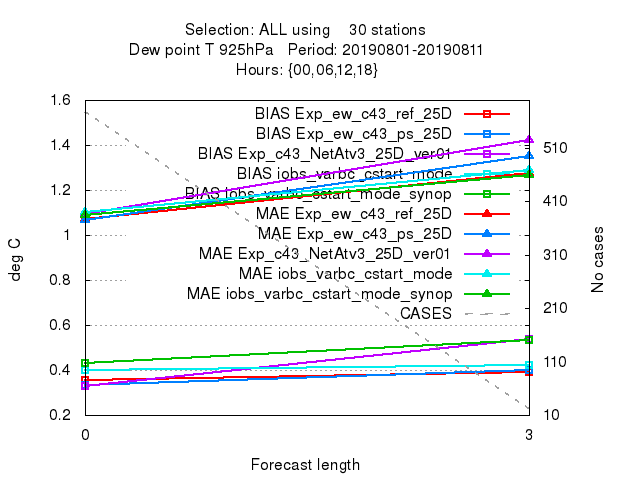 Selection: ALL using 30 stations
Dew point T 925hPa Period: 20190801-20190811
Hours: {00,06,12,18}
1.6
1.4
1.2
1
0.8
0.6
0.4
0.2
deg C
BIAS Exp_ew_c43_ref_25D
BIAS Exp_ew_c43_ps_25D
BIAS Exp_c43_NetAtv3_25D_ver01
BIAS iobs_varbc_cstart_mode
BIAS iobs_varbc_cstart_mode_synop
MAE Exp_ew_c43_ref_25D
MAE Exp_ew_c43_ps_25D
MAE Exp_c43_NetAtv3_25D_ver01
MAE iobs_varbc_cstart_mode
MAE iobs_varbc_cstart_mode_synop
CASES
510
410
310
210
110
10
No cases
0 3
Forecast length